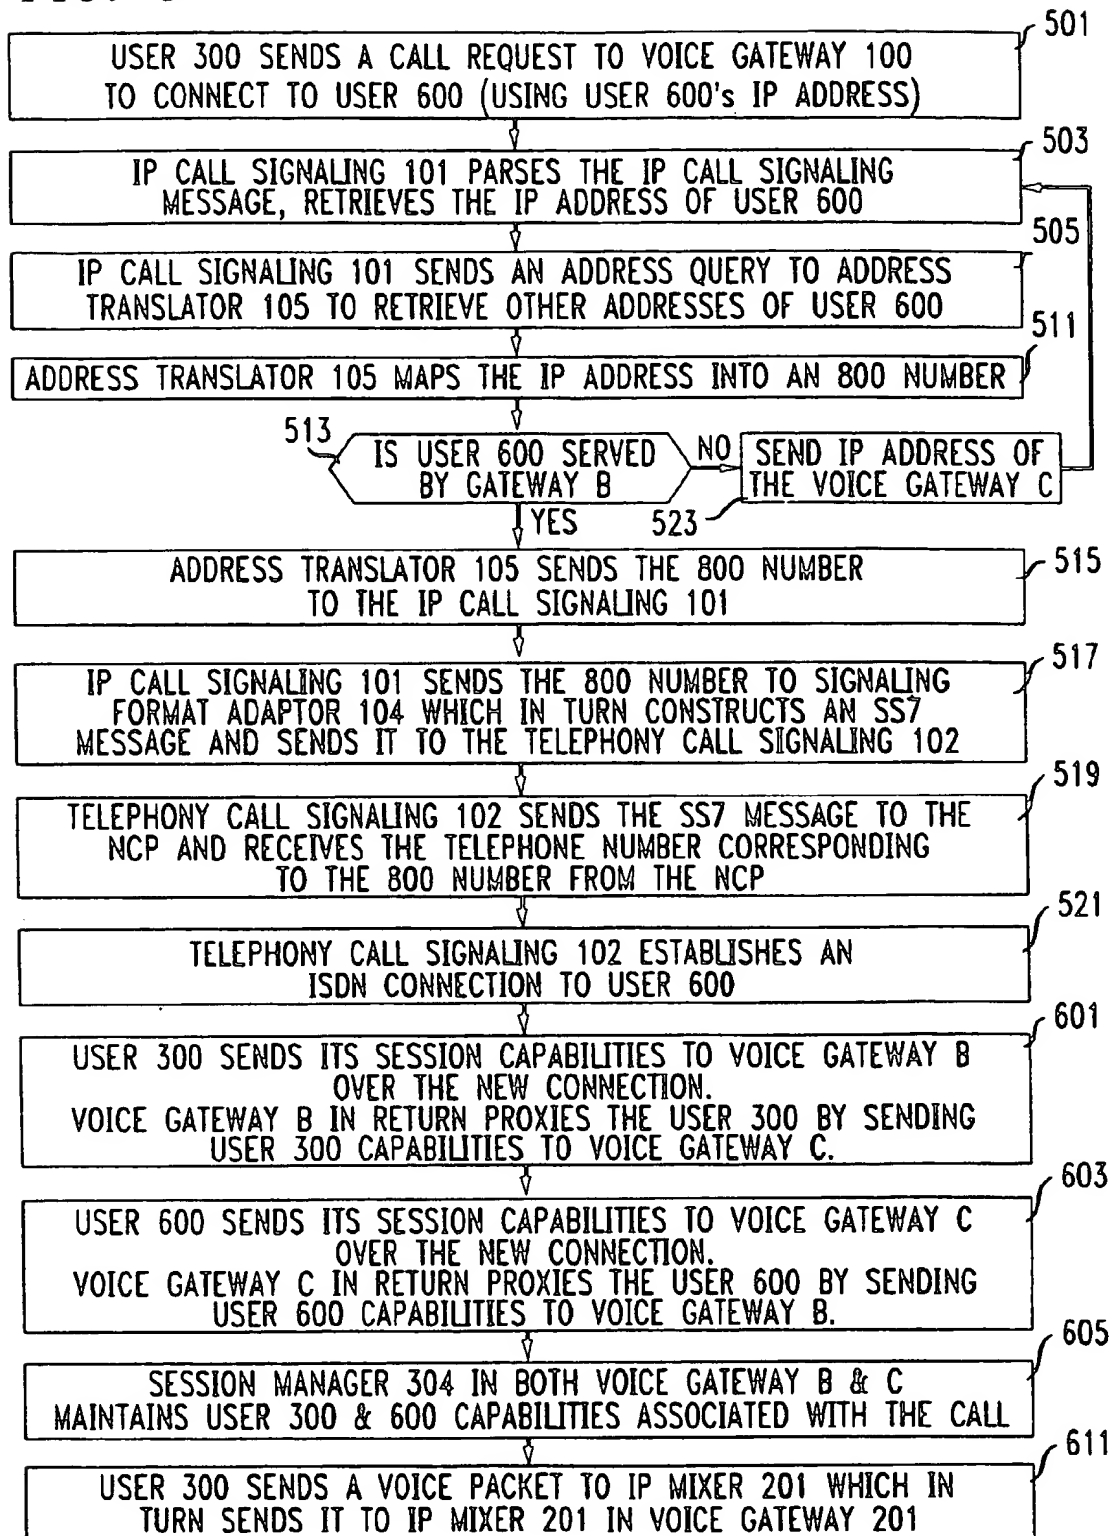 501
USER 300 SENDS A CALL REQUEST TO VOICE GATEWAY 100
TO CONNECT TO USER 600 (USING USER 600's IP ADDRESS)
503
IP CALL SIGNALING 101 PARSES THE IP CALL SIGNALING
MESSAGE, RETRIEVES THE IP ADDRESS OF USER 600
505
IP CALL SIGNALING 101 SENDS AN ADDRESS QUERY TO ADDRESS
TRANSLATOR 105 TO RETRIEVE OTHER ADDRESSES OF USER 600
511
ADDRESS TRANSLATOR 105 MAPS THE IP ADDRESS INTO AN 800 NUMBER
513
IS USER 600 SERVED
BY GATEWAY B
NO
SEND IP ADDRESS OF
THE VOICE GATEWAY C
523
YES
515
ADDRESS TRANSLATOR 105 SENDS THE 800 NUMBER
TO THE IP CALL SIGNALING 101
517
IP CALL SIGNALING 101 SENDS THE 800 NUMBER TO SIGNALING
FORMAT ADAPTOR 104 WHICH IN TURN CONSTRUCTS AN SS7
MESSAGE AND SENDS IT TO THE TELEPHONY CALL SIGNALING 102
519
TELEPHONY CALL SIGNALING 102 SENDS THE SS7 MESSAGE TO THE
NCP AND RECEIVES THE TELEPHONE NUMBER CORRESPONDING
TO THE 800 NUMBER FROM THE NCP
521
TELEPHONY CALL SIGNALING 102 ESTABLISHES AN
ISDN CONNECTION TO USER 600
601
USER 300 SENDS ITS SESSION CAPABILITIES TO VOICE GATEWAY B
OVER THE NEW CONNECTION.
VOICE GATEWAY B IN RETURN PROXIES THE USER 300 BY SENDING
USER 300 CAPABILITIES TO VOICE GATEWAY C.
603
USER 600 SENDS ITS SESSION CAPABILITIES TO VOICE GATEWAY C
OVER THE NEW CONNECTION.
VOICE GATEWAY C IN RETURN PROXIES THE USER 600 BY SENDING
USER 600 CAPABILITIES TO VOICE GATEWAY B.
605
SESSION MANAGER 304 IN BOTH VOICE GATEWAY B & C
MAINTAINS USER 300 & 600 CAPABILITIES ASSOCIATED WITH THE CALL
611
USER 300 SENDS A VOICE PACKET TO IP MIXER 201 WHICH IN
TURN SENDS IT TO IP MIXER 201 IN VOICE GATEWAY 201